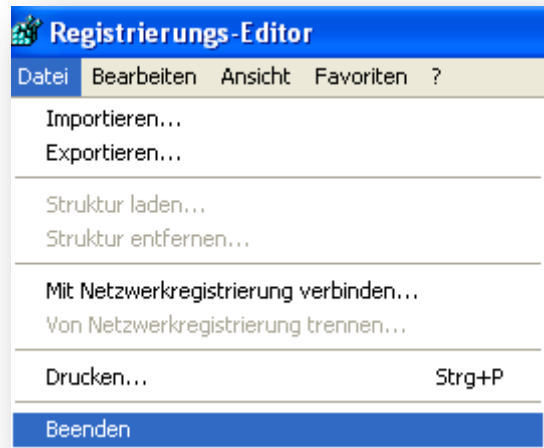 Registrierungs-Editor
Datei Bearbeiten Ansicht Favoriten ?
Importieren...
Exportieren...
Struktur laden...
Struktur entfernen...
Mit Netzwerkregistrierung verbinden...
Von Netzwerkregistrierung trennen...
Drucken... Strg+P
Beenden